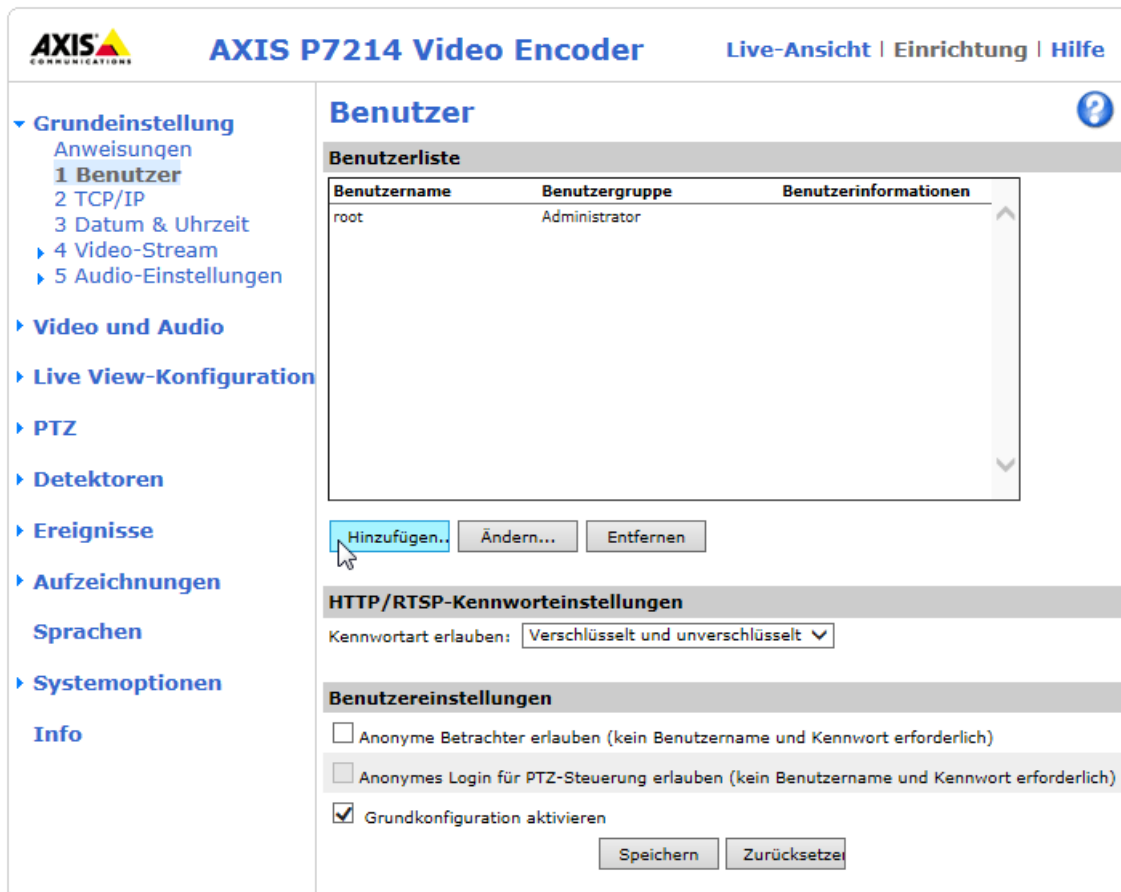 AXIS
COMMUNICATIONS
AXIS P7214 Video Encoder
Live-Ansicht | Einrichtung | Hilfe
Grundeinstellung
Anweisungen
1 Benutzer
2 TCP/IP
3 Datum & Uhrzeit
4 Video-Stream
5 Audio-Einstellungen
Video und Audio
Live View-Konfiguration
PTZ
Detektoren
Ereignisse
Aufzeichnungen
Sprachen
Systemoptionen
Info
Benutzer
?
Benutzerliste
Benutzername Benutzergruppe Benutzerinformationen
root Administrator
Hinzufügen.. Ändern... Entfernen
HTTP/RTSP-Kennworteinstellungen
Kennwortart erlauben: Verschlüsselt und unverschlüsselt
Benutzereinstellungen
Anonyme Betrachter erlauben (kein Benutzername und Kennwort erforderlich)
Anonymes Login für PTZ-Steuerung erlauben (kein Benutzername und Kennwort erforderlich)
Grundkonfiguration aktivieren
Speichern Zurücksetzen